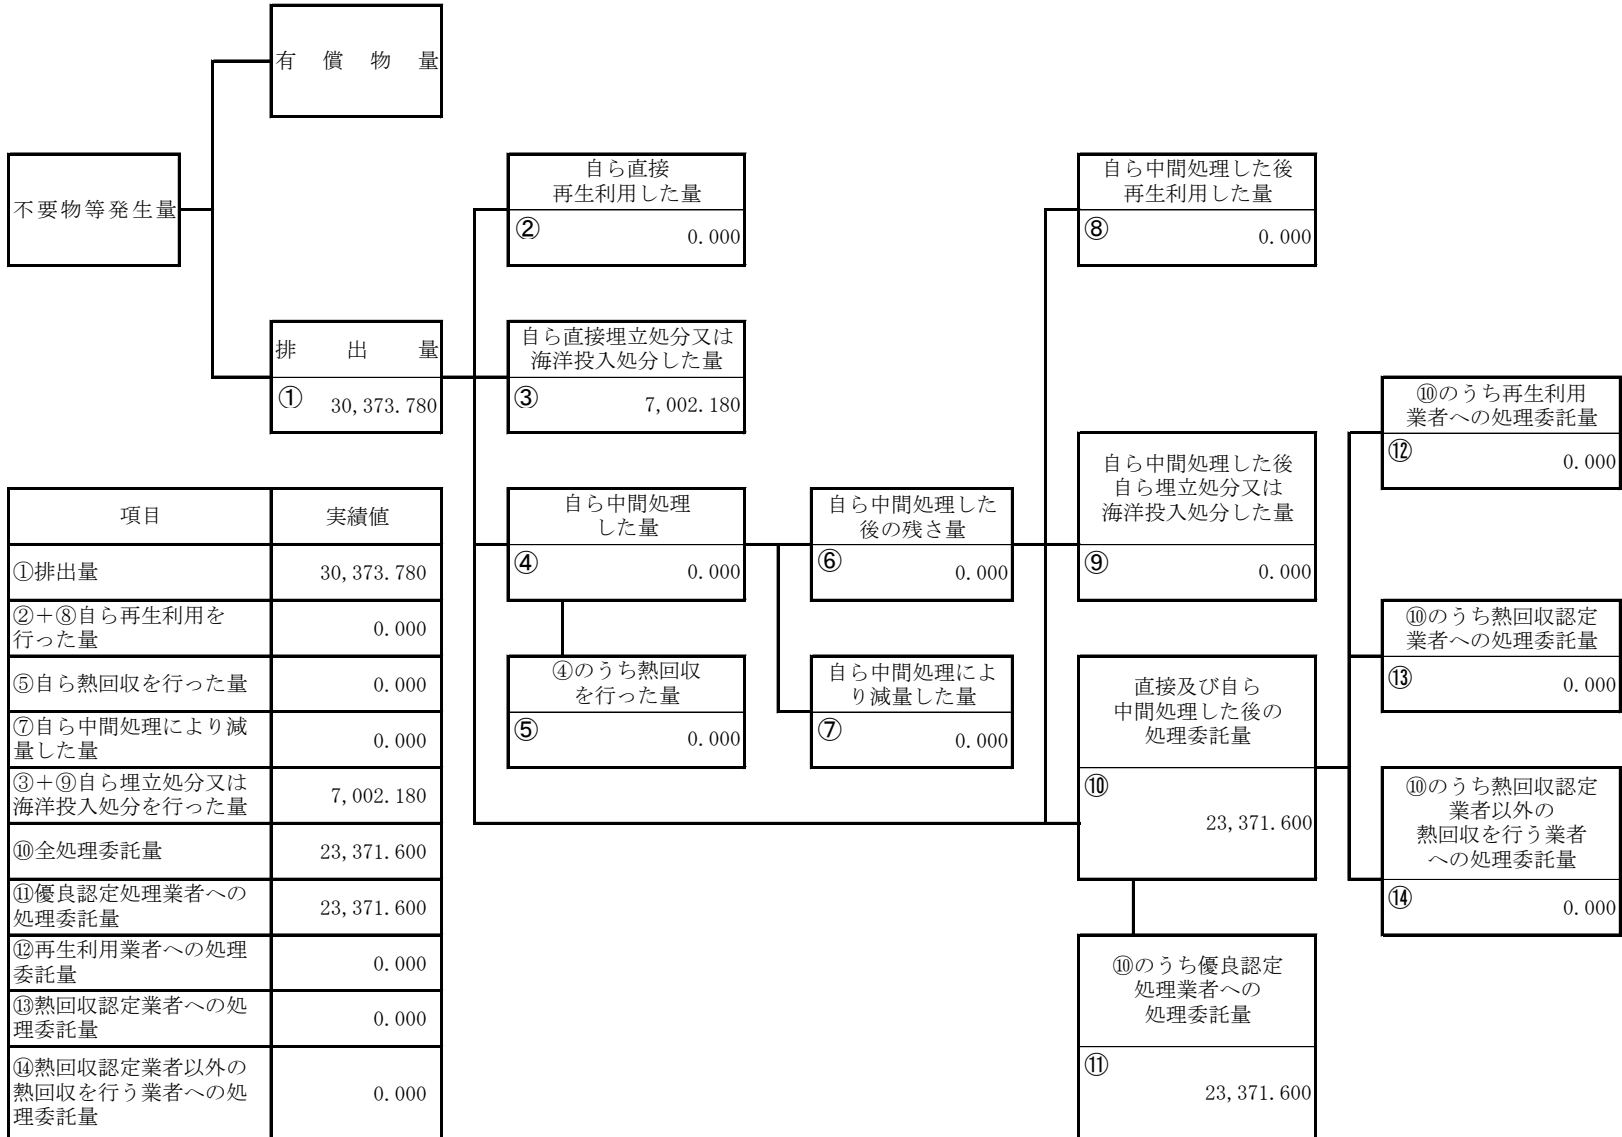 有償物量
不要物等発生量
排出量
① 30,373.780
自ら直接
再生利用した量
② 0.000
自ら直接埋立処分又は
海洋投入処分した量
③ 7,002.180
自ら中間処理
した量
④ 0.000
④のうち熱回収
を行った量
⑤ 0.000
自ら中間処理した
後の残さ量
⑥ 0.000
自ら中間処理によ
り減量した量
⑦ 0.000
自ら中間処理した後
再生利用した量
⑧ 0.000
自ら中間処理した後
自ら埋立処分又は
海洋投入処分した量
⑨ 0.000
直接及び自ら
中間処理した後の
処理委託量
⑩
23,371.600
⑩のうち優良認定
処理業者への
処理委託量
⑪
23,371.600
⑩のうち再生利用
業者への処理委託量
⑫ 0.000
⑩のうち熱回収認定
業者への処理委託量
⑬ 0.000
⑩のうち熱回収認定
業者以外の
熱回収を行う業者
への処理委託量
⑭ 0.000
項目 実績値
①排出量 30,373.780
②+⑧自ら再生利用を
行った量 0.000
⑤自ら熱回収を行った量 0.000
⑦自ら中間処理により減
量した量 0.000
③+⑨自ら埋立処分又は
海洋投入処分を行った量 7,002.180
⑩全処理委託量 23,371.600
⑪優良認定処理業者への
処理委託量 23,371.600
⑫再生利用業者への処理
委託量 0.000
⑬熱回収認定業者への処
理委託量 0.000
⑭熱回収認定業者以外の
熱回収を行う業者への処
理委託量 0.000